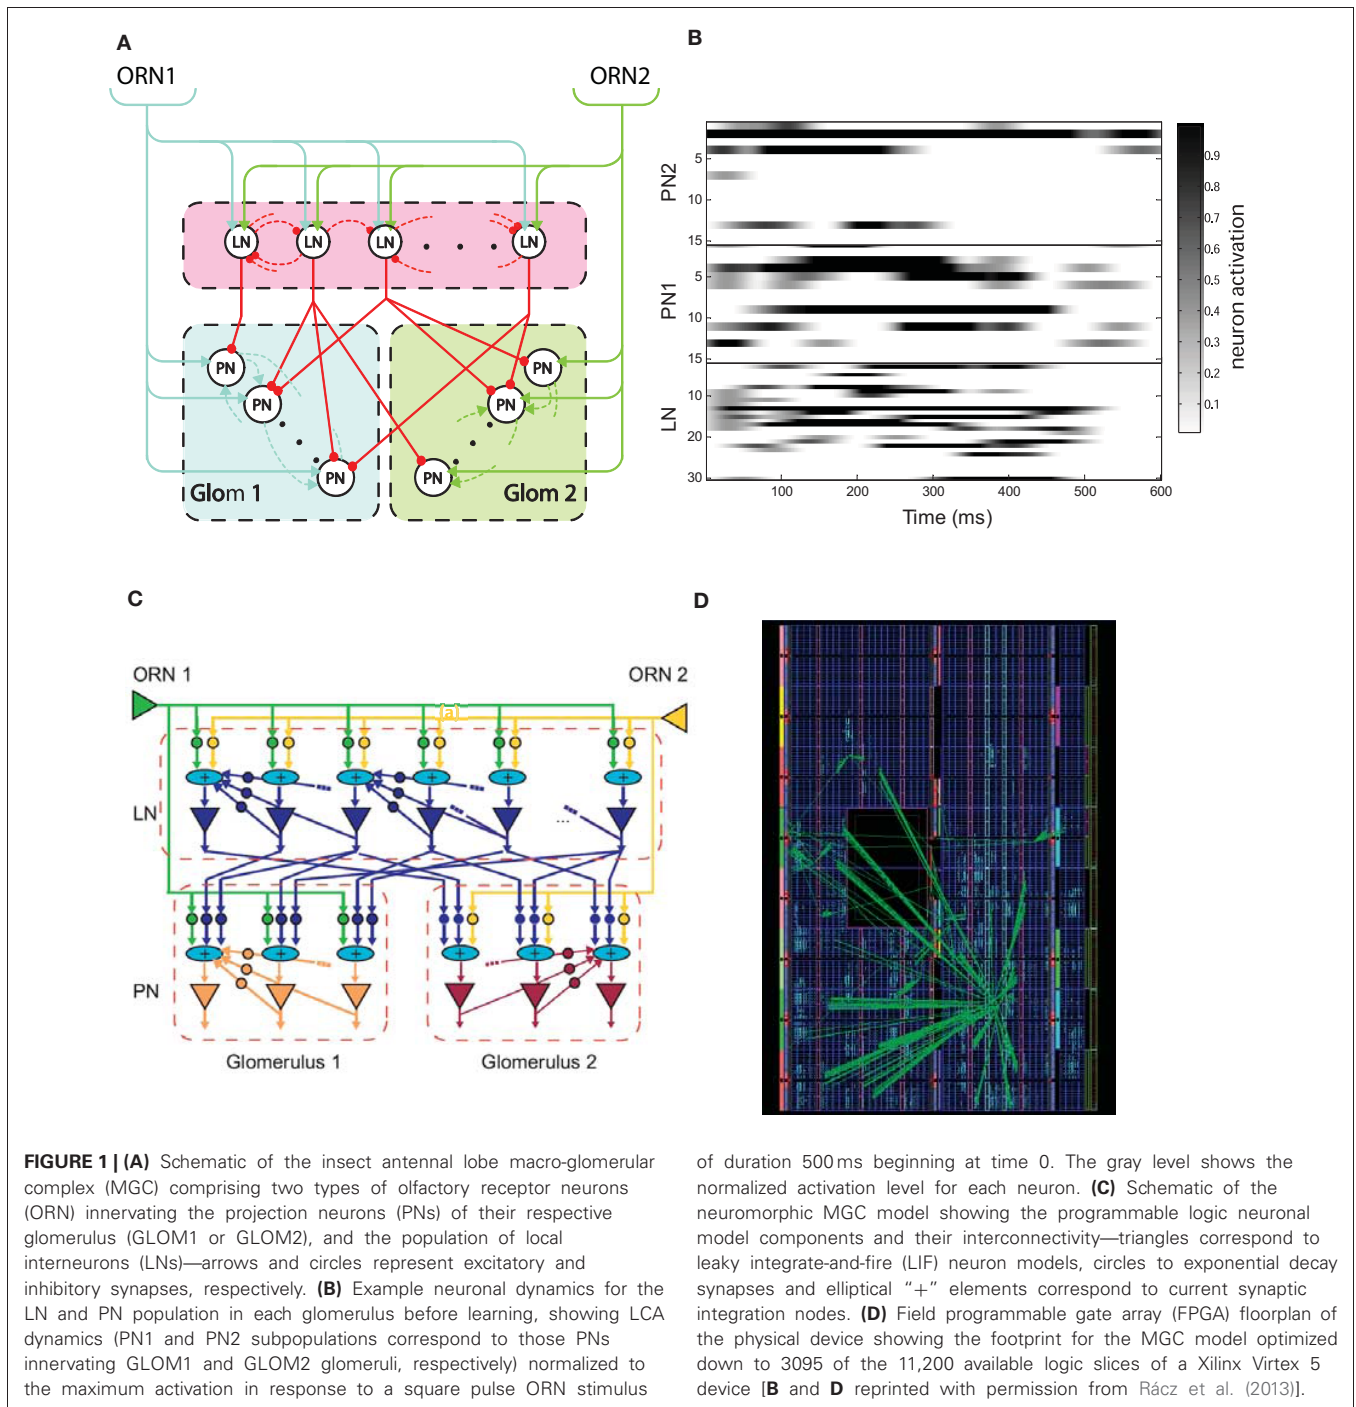 A
ORN1
ORN2
LN
LN
LN
LN
PN
PN
PN
Glom 1
PN
PN
PN
Glom 2
B
PN2
5
10
15
PN1
5
10
15
LN
10
20
30
100
200
300
400
500
600
Time (ms)
0.9
0.8
0.7
0.6
0.5
0.4
0.3
0.2
0.1
neuron activation
C
ORN 1
ORN 2
(a)
+
+
+
+
+
+
LN
...
+
+
+
+
+
+
PN
Glomerulus 1
Glomerulus 2
D
FIGURE 1 | (A) Schematic of the insect antennal lobe macro-glomerular
complex (MGC) comprising two types of olfactory receptor neurons
(ORN) innervating the projection neurons (PNs) of their respective
glomerulus (GLOM1 or GLOM2), and the population of local
interneurons (LNs)—arrows and circles represent excitatory and
inhibitory synapses, respectively. (B) Example neuronal dynamics for the
LN and PN population in each glomerulus before learning, showing LCA
dynamics (PN1 and PN2 subpopulations correspond to those PNs
innervating GLOM1 and GLOM2 glomeruli, respectively) normalized to
the maximum activation in response to a square pulse ORN stimulus
of duration 500 ms beginning at time 0. The gray level shows the
normalized activation level for each neuron. (C) Schematic of the
neuromorphic MGC model showing the programmable logic neuronal
model components and their interconnectivity—triangles correspond to
leaky integrate-and-fire (LIF) neuron models, circles to exponential decay
synapses and elliptical "+" elements correspond to current synaptic
integration nodes. (D) Field programmable gate array (FPGA) floorplan of
the physical device showing the footprint for the MGC model optimized
down to 3095 of the 11,200 available logic slices of a Xilinx Virtex 5
device [B and D reprinted with permission from Rácz et al. (2013)].